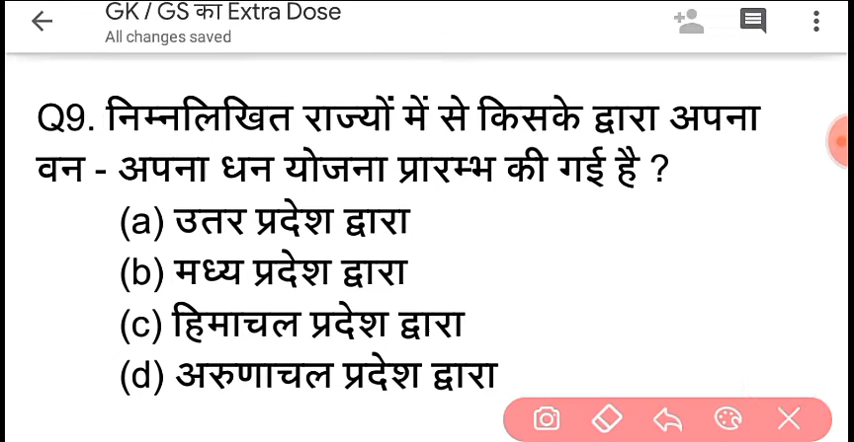 GK / GS का Extra Dose
All changes saved
Q9. निम्नलिखित राज्यों में से किसके द्वारा अपना
वन - अपना धन योजना प्रारम्भ की गई है ?
(a) उतर प्रदेश द्वारा
(b) मध्य प्रदेश द्वारा
(c) हिमाचल प्रदेश द्वारा
(d) अरुणाचल प्रदेश द्वारा